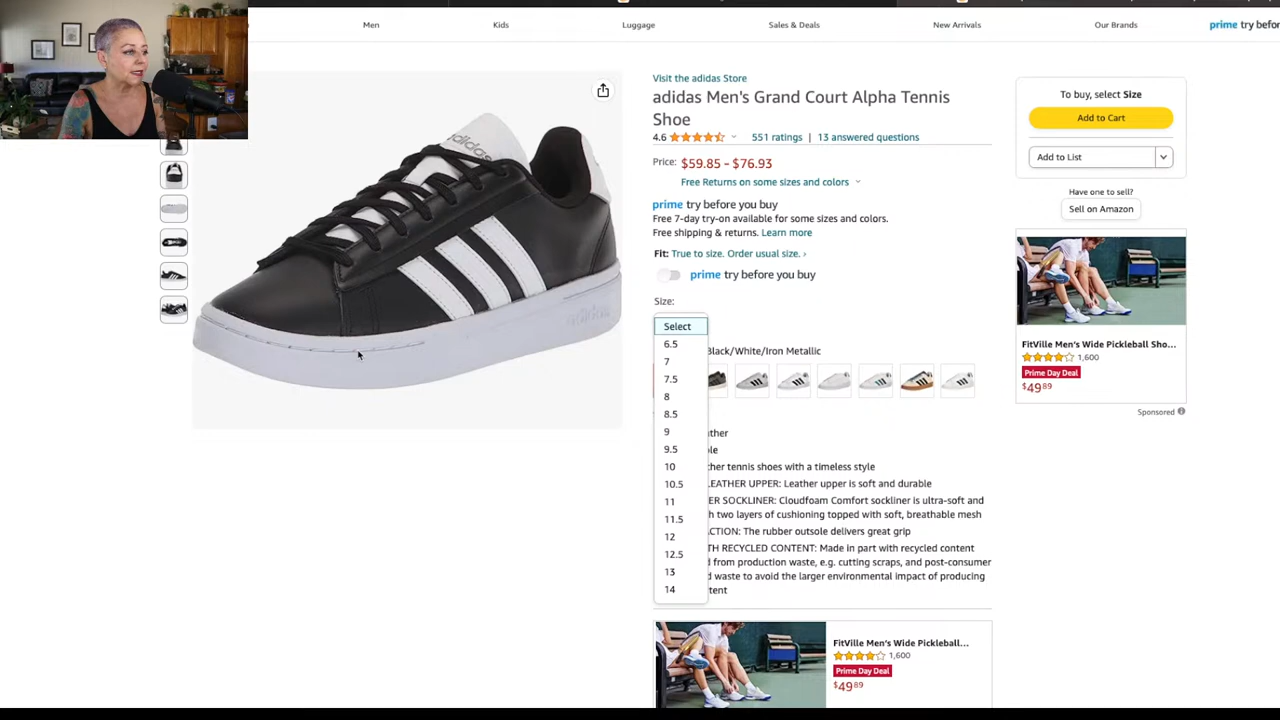 Men
Kids
Luggage
Sales & Deals
New Arrivals
Our Brands
prime try befor
adidas
Visit the adidas Store
adidas Men's Grand Court Alpha Tennis
Shoe
4.6
551 ratings | 13 answered questions
Price: $59.85 - $76.93
Free Returns on some sizes and colors
prime try before you buy
Free 7-day try-on available for some sizes and colors.
Free shipping & returns. Learn more
Fit: True to size. Order usual size. ›
prime try before you buy
Size:
Select
6.5
7
7.5
8
8.5
9
9.5
10
10.5
11
11.5
12
12.5
13
14
Black/White/Iron Metallic
ather
le
her tennis shoes with a timeless style
LEATHER UPPER: Leather upper is soft and durable
ER SOCKLINER: Cloudfoam Comfort sockliner is ultra-soft and
h two layers of cushioning topped with soft, breathable mesh
ACTION: The rubber outsole delivers great grip
TH RECYCLED CONTENT: Made in part with recycled content
d from production waste, e.g. cutting scraps, and post-consumer
d waste to avoid the larger environmental impact of producing
tent
FitVille Men's Wide Pickleball...
1,600
Prime Day Deal
$49 89
To buy, select Size
Add to Cart
Add to List
Have one to sell?
Sell on Amazon
FitVille Men's Wide Pickleball Sho...
1,600
Prime Day Deal
$49 89
Sponsored